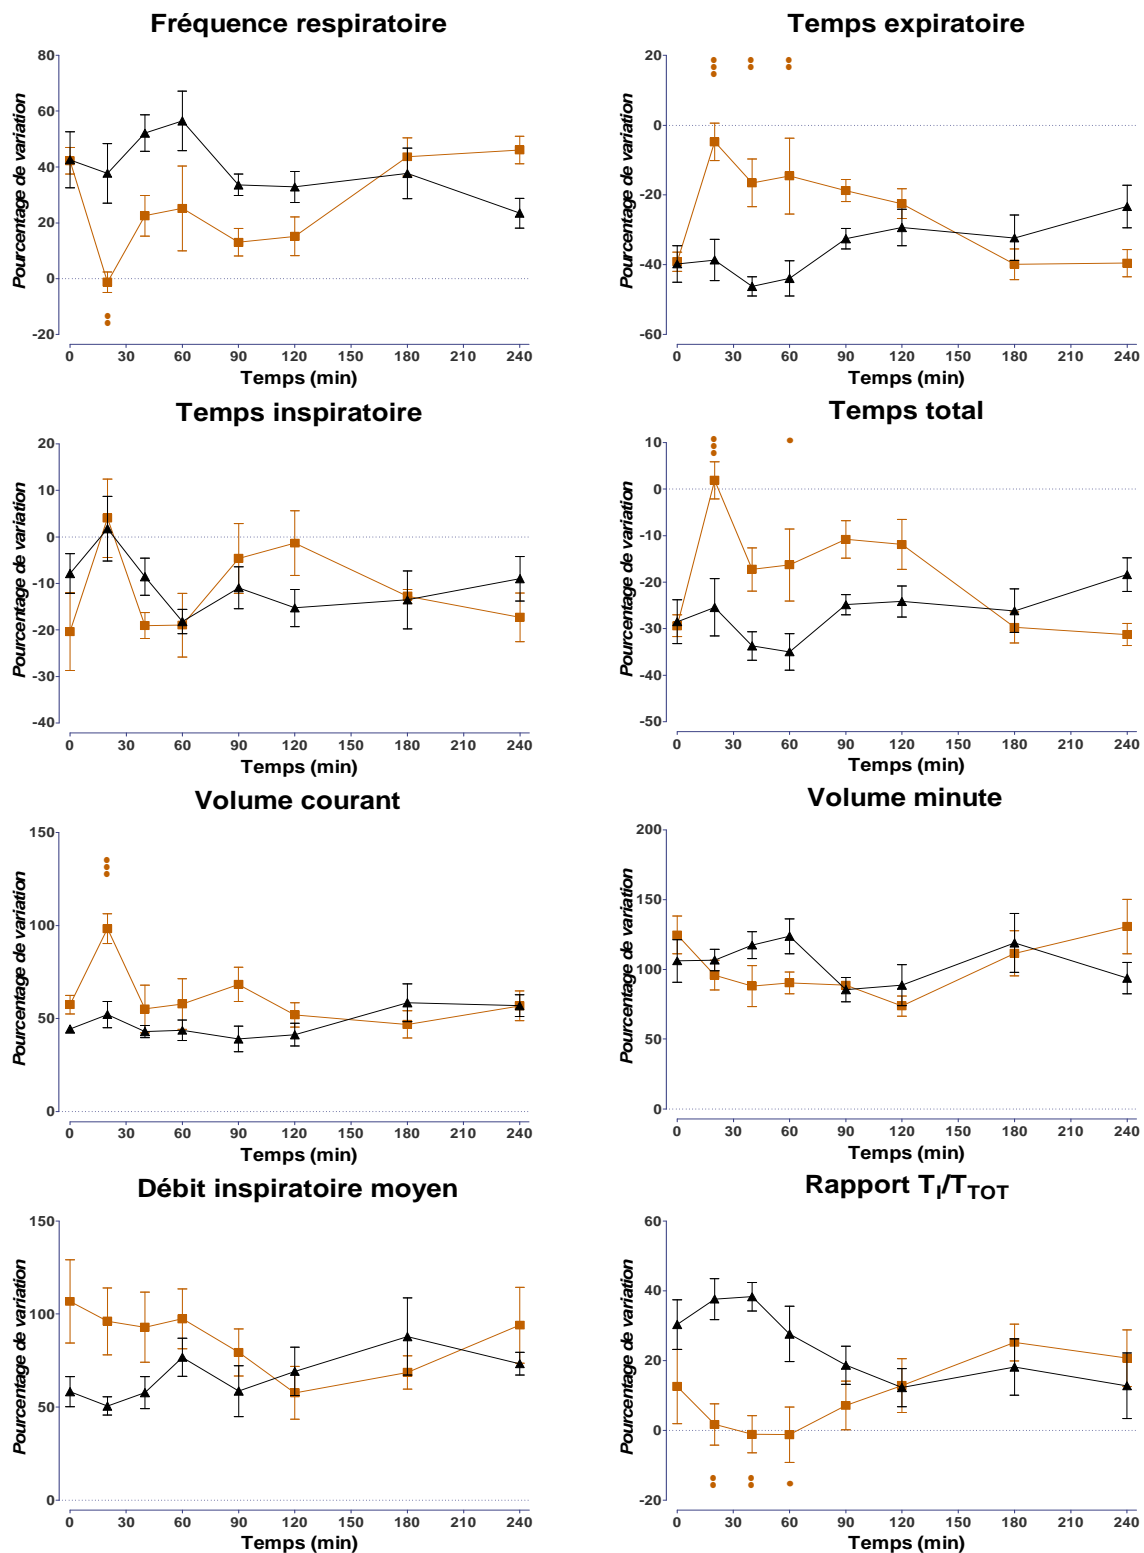 Fréquence respiratoire
Pourcentage de variation
80
60
40
20
0
-20
0 30 60 90 120 150 180 210 240
Temps (min)
Temps expiratoire
Pourcentage de variation
20
0
-20
-40
-60
0 30 60 90 120 150 180 210 240
Temps (min)
Temps inspiratoire
Pourcentage de variation
20
10
0
-10
-20
-30
-40
0 30 60 90 120 150 180 210 240
Temps (min)
Temps total
Pourcentage de variation
10
0
-10
-20
-30
-40
-50
0 30 60 90 120 150 180 210 240
Temps (min)
Volume courant
Pourcentage de variation
150
100
50
0
0 30 60 90 120 150 180 210 240
Temps (min)
Volume minute
Pourcentage de variation
200
150
100
50
0
0 30 60 90 120 150 180 210 240
Temps (min)
Débit inspiratoire moyen
Pourcentage de variation
150
100
50
0
0 30 60 90 120 150 180 210 240
Temps (min)
Rapport TI/TTOT
Pourcentage de variation
60
40
20
0
-20
0 30 60 90 120 150 180 210 240
Temps (min)